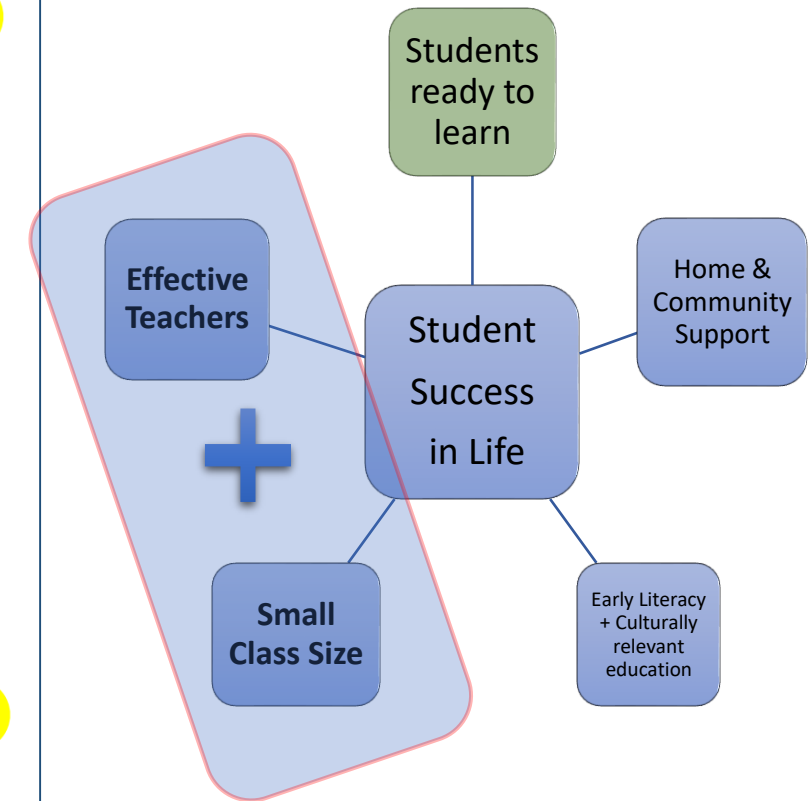 Students
ready to
learn
Effective
Teachers
Home &
Community
Support
Student
Success
in Life
Small
Class Size
Early Literacy
+ Culturally
relevant
education